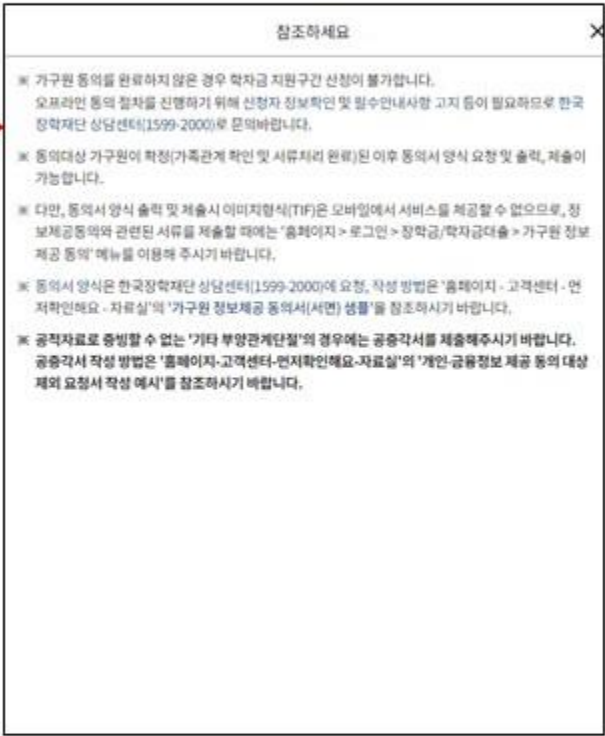 참조하세요
※ 가구원 동의를 완료하지 않은 경우 학자금 지원구간 산정이 불가합니다.
오프라인 동의 절차를 진행하기 위해 신청자 정보확인 및 필수안내사항 고지 등이 필요하므로 한국
장학재단 상담센터(1599-2000)로 문의바랍니다.
※ 동의대상 가구원이 확정(가족관계 확인 및 서류처리 완료)된 이후 동의서 양식 요청 및 출력, 제출이
가능합니다.
※ 다만, 동의서 양식 출력 및 제출시 이미지형식(TIF)은 모바일에서 서비스를 제공할 수 없으므로, 정
보제공동의와 관련된 서류를 제출할 때에는 '홈페이지 > 로그인 > 장학금/학자금대출 > 가구원 정보
제공 동의' 메뉴를 이용해 주시기 바랍니다.
※ 동의서 양식은 한국장학재단 상담센터(1599-2000)에 요청, 작성 방법은 '홈페이지 - 고객센터 - 먼
저확인해요 - 자료실'의 '가구원 정보제공 동의서(서면) 샘플'을 참조하시기 바랍니다.
※ 공적자료로 증빙할 수 없는 '기타 부양관계단절'의 경우에는 공증각서를 제출해주시기 바랍니다.
공증각서 작성 방법은 '홈페이지-고객센터-먼저확인해요-자료실'의 '개인·금융정보 제공 동의 대상
제외 요청서 작성 예시'를 참조하시기 바랍니다.